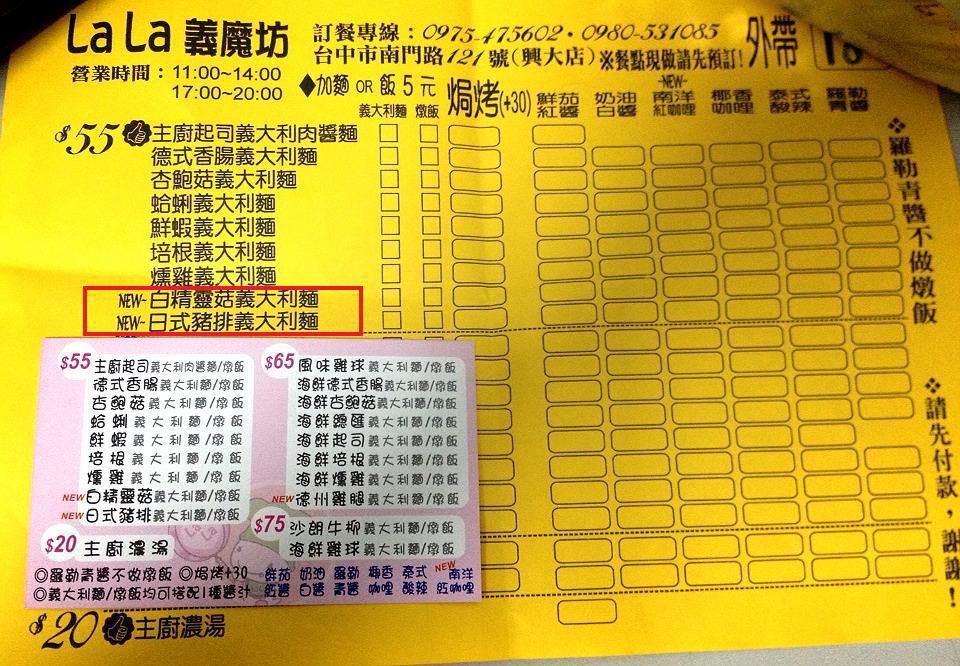 LaLa 義魔坊
訂餐專線：0975-475602・0980-531085
台中市南門路121號(興大店)※餐點現做請先預訂!
外帶
營業時間：11:00~14:00
17:00~20:00
◆加麵 OR 飯 5 元
義大利麵 燉飯 焗烤(+30) 鮮茄紅醬 奶油白醬 -NEW- 南洋紅咖哩 椰香咖哩 泰式酸辣 羅勒青醬
$55 主廚起司義大利肉醬麵
德式香腸義大利麵
杏鮑菇義大利麵
蛤蜊義大利麵
鮮蝦義大利麵
培根義大利麵
燻雞義大利麵
NEW- 白精靈菇義大利麵
NEW- 日式豬排義大利麵
❖羅勒青醬不做燉飯
❖請先付款，謝謝！
$55 主廚起司義大利肉醬麵/燉飯
德式香腸義大利麵/燉飯
杏鮑菇義大利麵/燉飯
蛤蜊義大利麵/燉飯
鮮蝦義大利麵/燉飯
培根義大利麵/燉飯
燻雞義大利麵/燉飯
NEW 白精靈菇義大利麵/燉飯
NEW 日式豬排義大利麵/燉飯
$20 主廚濃湯
$65 風味雞球義大利麵/燉飯
海鮮德式香腸義大利麵/燉飯
海鮮杏鮑菇義大利麵/燉飯
海鮮總匯義大利麵/燉飯
海鮮起司義大利麵/燉飯
海鮮培根義大利麵/燉飯
海鮮燻雞義大利麵/燉飯
NEW 德州雞腿義大利麵/燉飯
$75 沙朗牛柳義大利麵/燉飯
海鮮雞球義大利麵/燉飯
◎羅勒青醬不做燉飯 ◎焗烤+30
◎義大利麵/燉飯均可搭配1種醬汁
鮮茄紅醬 奶油白醬 羅勒青醬 椰香咖哩 泰式酸辣 NEW 南洋紅咖哩
LaLa
$20 主廚濃湯